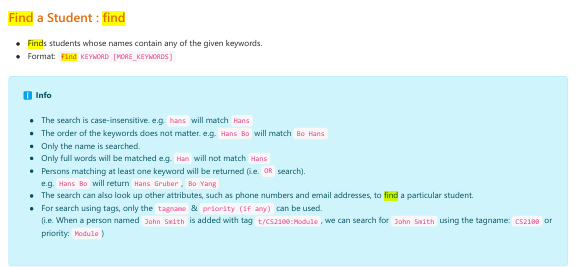 Find a Student : find
Finds students whose names contain any of the given keywords.
Format: find KEYWORD [MORE_KEYWORDS]
Info
The search is case-insensitive. e.g. hans will match Hans
The order of the keywords does not matter. e.g. Hans Bo will match Bo Hans
Only the name is searched.
Only full words will be matched e.g. Han will not match Hans
Persons matching at least one keyword will be returned (i.e. OR search).
e.g. Hans Bo will return Hans Gruber, Bo Yang
The search can also look up other attributes, such as phone numbers and email addresses, to find a particular student.
For search using tags, only the tagname & priority (if any) can be used.
(i.e. When a person named John Smith is added with tag t/CS2100:Module, we can search for John Smith using the tagname: CS2100 or
priority: Module)